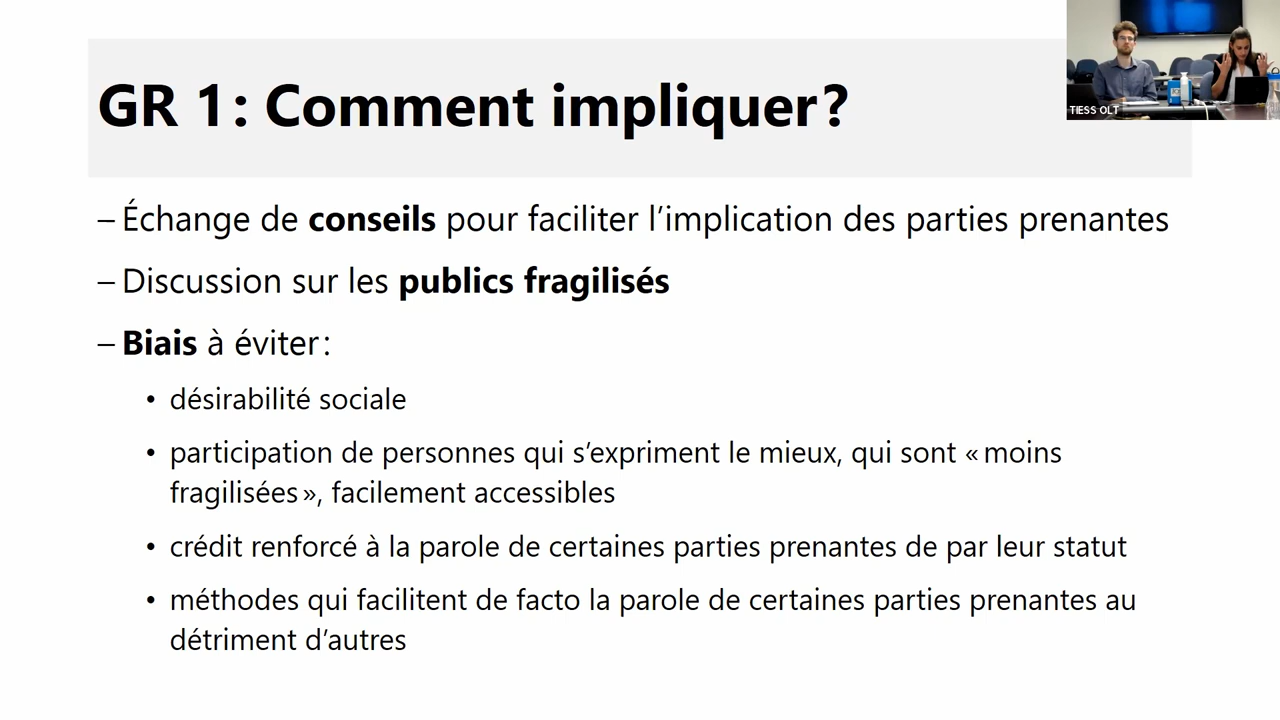 GR 1 : Comment impliquer ?
TIESS OLT
– Échange de conseils pour faciliter l’implication des parties prenantes
– Discussion sur les publics fragilisés
– Biais à éviter :
• désirabilité sociale
• participation de personnes qui s’expriment le mieux, qui sont « moins
fragilisées », facilement accessibles
• crédit renforcé à la parole de certaines parties prenantes de par leur statut
• méthodes qui facilitent de facto la parole de certaines parties prenantes au
détriment d’autres